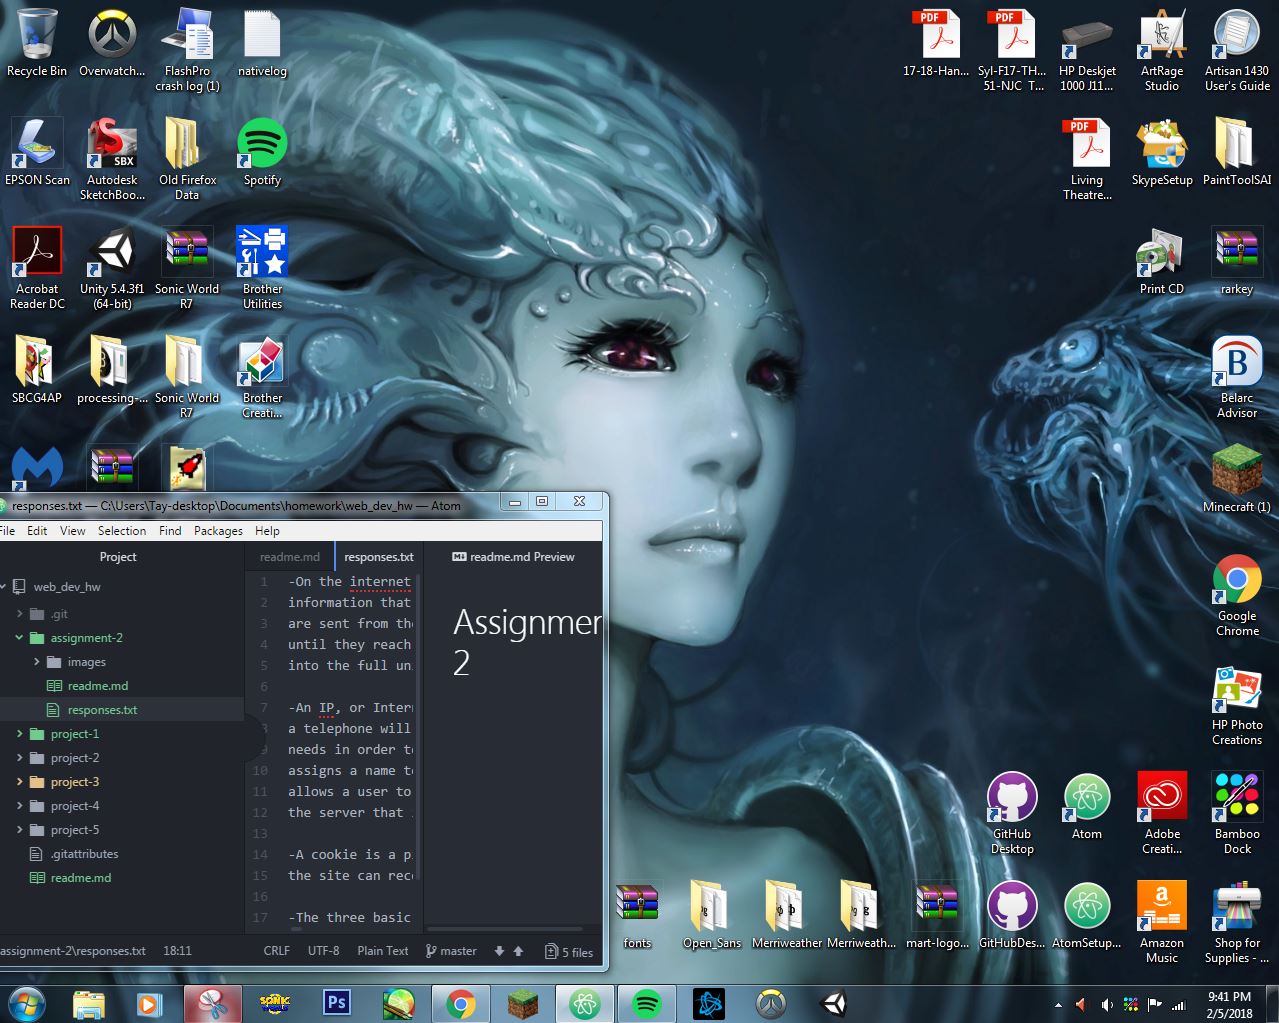 Recycle Bin
Overwatch...
FlashPro
crash log (1)
nativelog
17-18-Han...
Syl-F17-TH...
51-NJC T...
HP Deskjet
1000 J11...
ArtRage
Studio
Artisan 1430
User's Guide
EPSON Scan
SBX
Autodesk
SketchBoo...
Old Firefox
Data
Spotify
Living
Theatre...
SkypeSetup
PaintToolSAI
Acrobat
Reader DC
Unity 5.4.3f1
(64-bit)
Sonic World
R7
Brother
Utilities
Print CD
rarkey
SBCG4AP
processing-...
Sonic World
R7
Brother
Creati...
Belarc
Advisor
Minecraft (1)
Google
Chrome
HP Photo
Creations
GitHub
Desktop
Atom
Adobe
Creati...
Bamboo
Dock
fonts
Open_Sans
Merriweather
Merriweath...
mart-logo...
GitHubDes...
AtomSetup...
Amazon
Music
Shop for
Supplies - ...
responses.txt — C:\Users\Tay-desktop\Documents\homework\web_dev_hw — Atom
File Edit View Selection Find Packages Help
Project
web_dev_hw
.git
assignment-2
images
readme.md
responses.txt
project-1
project-2
project-3
project-4
project-5
.gitattributes
readme.md
readme.md
responses.txt
readme.md Preview
1 -On the internet
2 information that
3 are sent from the
4 until they reach
5 into the full un
6
7 -An IP, or Inter
8 a telephone will
9 needs in order to
10 assigns a name to
11 allows a user to
12 the server that
13
14 -A cookie is a p
15 the site can rec
16
17 -The three basic
Assignmen
2
assignment-2\responses.txt 18:11 CRLF UTF-8 Plain Text master 5 files
PDF
PDF
PDF
Ps
9:41 PM
2/5/2018